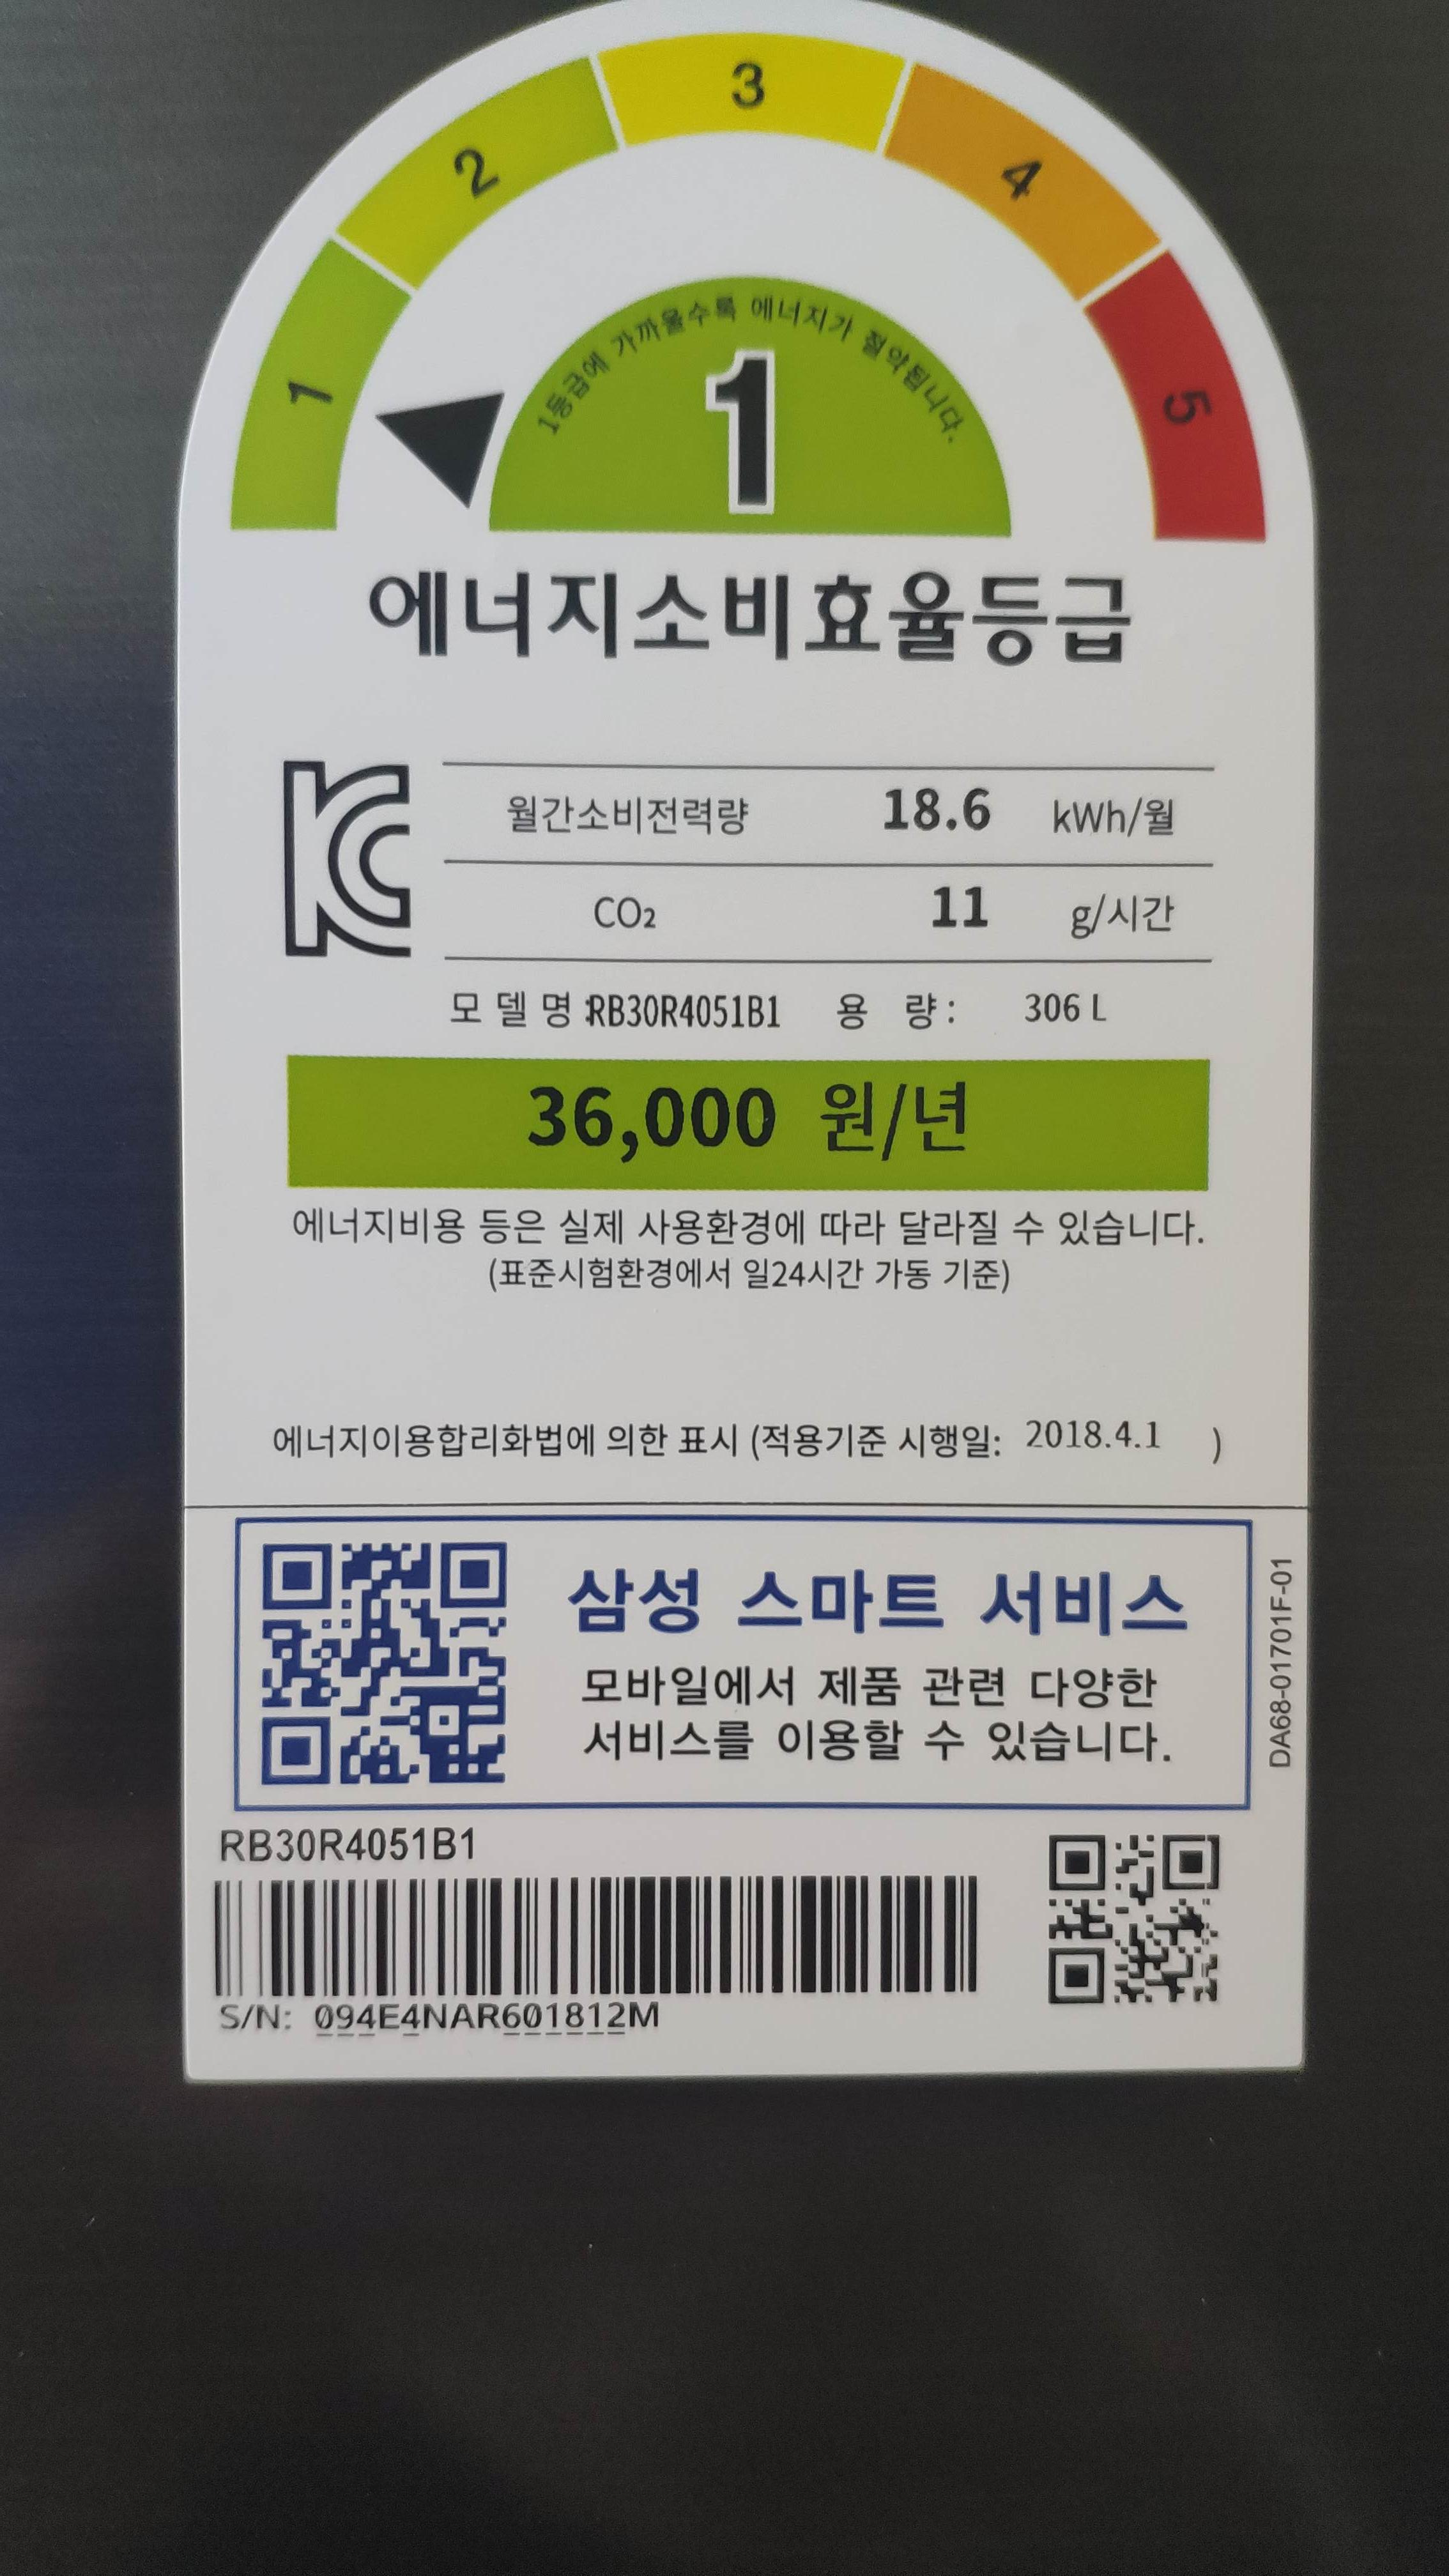 3
2
4
1
5
1등급에 가까울수록 에너지가 절약됩니다.
1
에너지소비효율등급
월간소비전력량 18.6 kWh/월
CO₂ 11 g/시간
모 델 명 :RB30R4051B1 용 량 : 306 L
36,000 원/년
에너지비용 등은 실제 사용환경에 따라 달라질 수 있습니다.
(표준시험환경에서 일24시간 가동 기준)
에너지이용합리화법에 의한 표시 (적용기준 시행일: 2018.4.1 )
삼성 스마트 서비스
모바일에서 제품 관련 다양한
서비스를 이용할 수 있습니다.
DA68-01701F-01
RB30R4051B1
S/N: 094E4NAR601812M